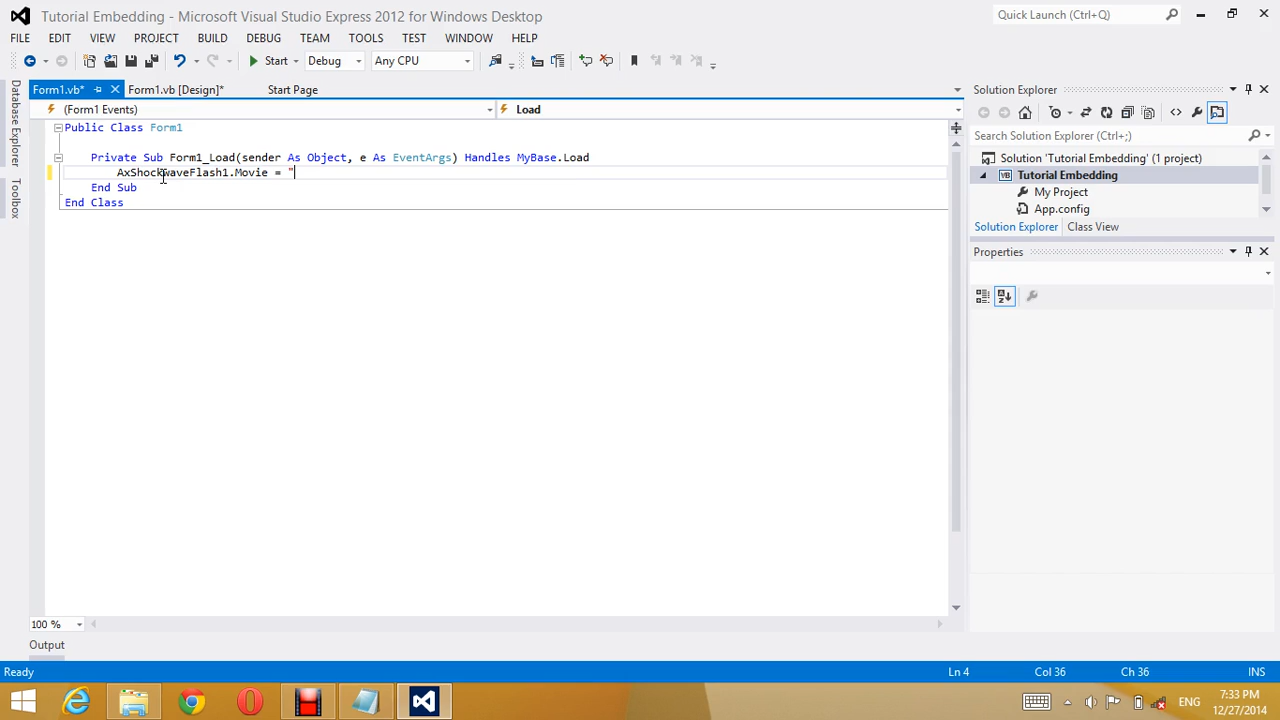 Tutorial Embedding - Microsoft Visual Studio Express 2012 for Windows Desktop
Quick Launch (Ctrl+Q)
FILE EDIT VIEW PROJECT BUILD DEBUG TEAM TOOLS TEST WINDOW HELP
Start Debug Any CPU
Form1.vb* Form1.vb [Design]* Start Page
(Form1 Events) Load
Database Explorer
Toolbox
Public Class Form1
Private Sub Form1_Load(sender As Object, e As EventArgs) Handles MyBase.Load
AxShockwaveFlash1.Movie = "
End Sub
End Class
100 %
Output
Solution Explorer
Search Solution Explorer (Ctrl+;)
Solution 'Tutorial Embedding' (1 project)
VB Tutorial Embedding
My Project
App.config
Solution Explorer Class View
Properties
Ready Ln 4 Col 36 Ch 36 INS
ENG
7:33 PM
12/27/2014